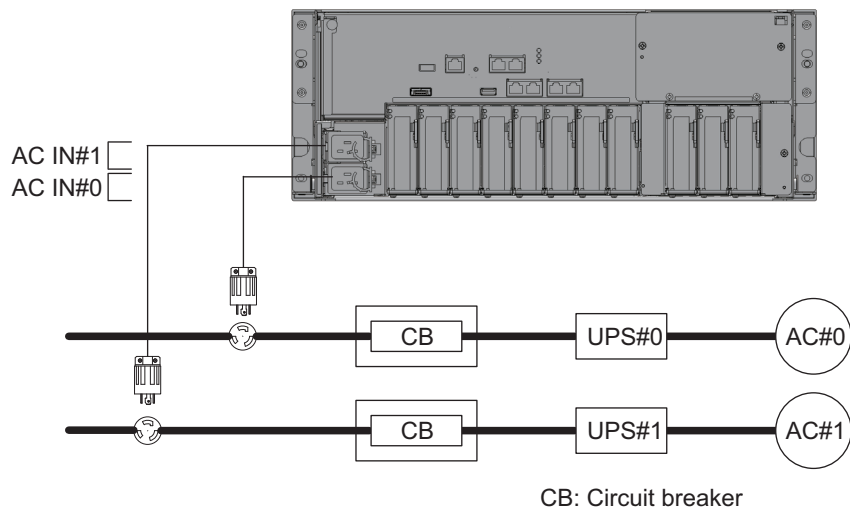 AC IN#1
AC IN#0
CB
UPS#0
AC#0
CB
UPS#1
AC#1
CB: Circuit breaker